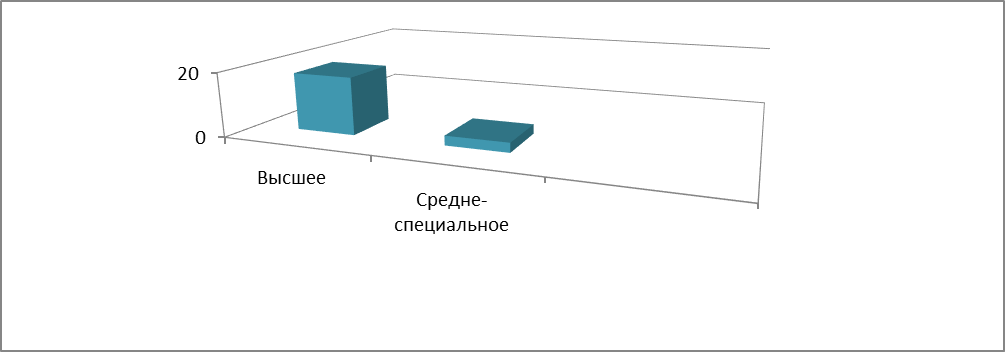 20
0
Высшее
Средне-
специальное